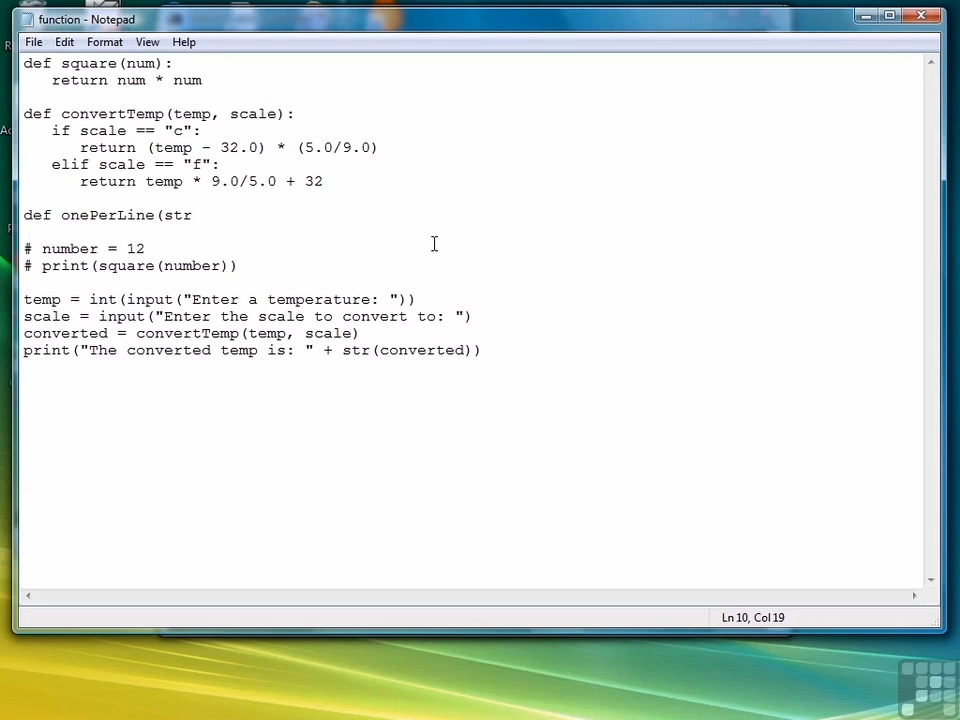 function - Notepad
File Edit Format View Help
def square(num):
   return num * num
def convertTemp(temp, scale):
   if scale == "c":
      return (temp - 32.0) * (5.0/9.0)
   elif scale == "f":
      return temp * 9.0/5.0 + 32
def onePerLine(str
# number = 12
# print(square(number))
temp = int(input("Enter a temperature: "))
scale = input("Enter the scale to convert to: ")
converted = convertTemp(temp, scale)
print("The converted temp is: " + str(converted))
Ln 10, Col 19